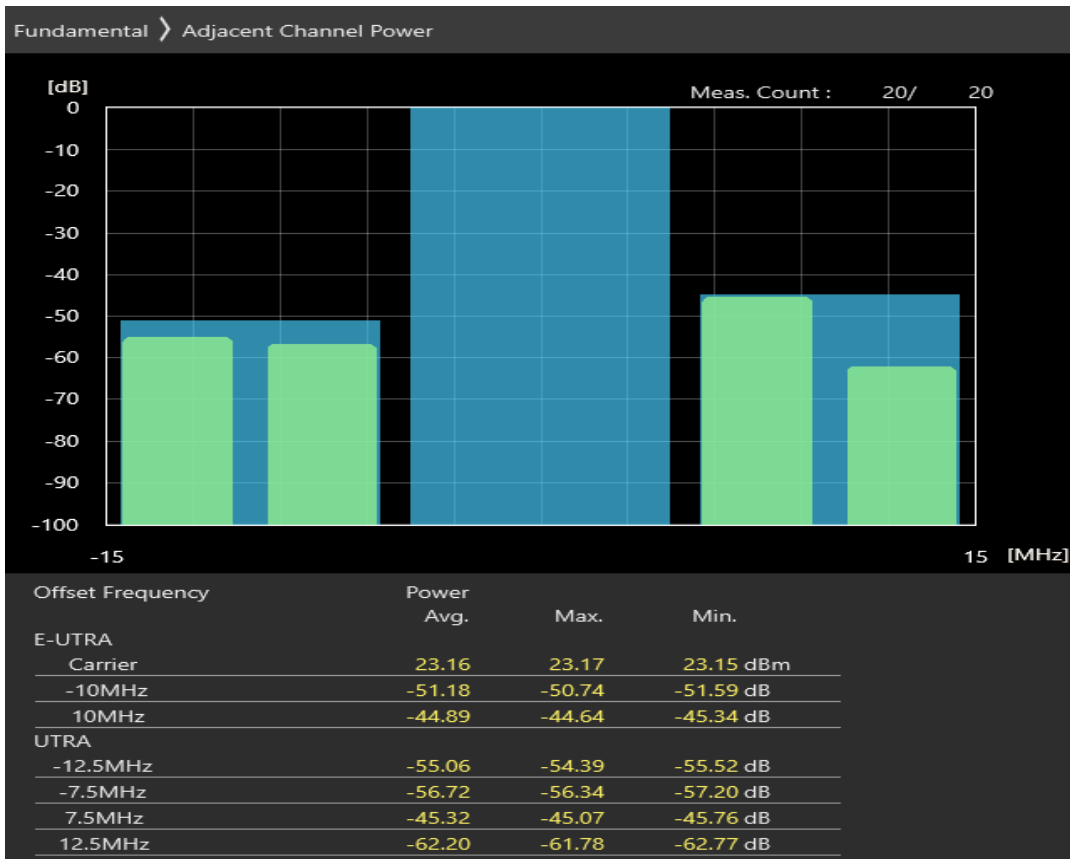 Fundamental 》 Adjacent Channel Power
[dB]
Meas. Count : 20/ 20
0
-10
-20
-30
-40
-50
-60
-70
-80
-90
-100
-15 15 [MHz]
Offset Frequency Power
Avg. Max. Min.
E-UTRA
Carrier 23.16 23.17 23.15 dBm
-10MHz -51.18 -50.74 -51.59 dB
10MHz -44.89 -44.64 -45.34 dB
UTRA
-12.5MHz -55.06 -54.39 -55.52 dB
-7.5MHz -56.72 -56.34 -57.20 dB
7.5MHz -45.32 -45.07 -45.76 dB
12.5MHz -62.20 -61.78 -62.77 dB